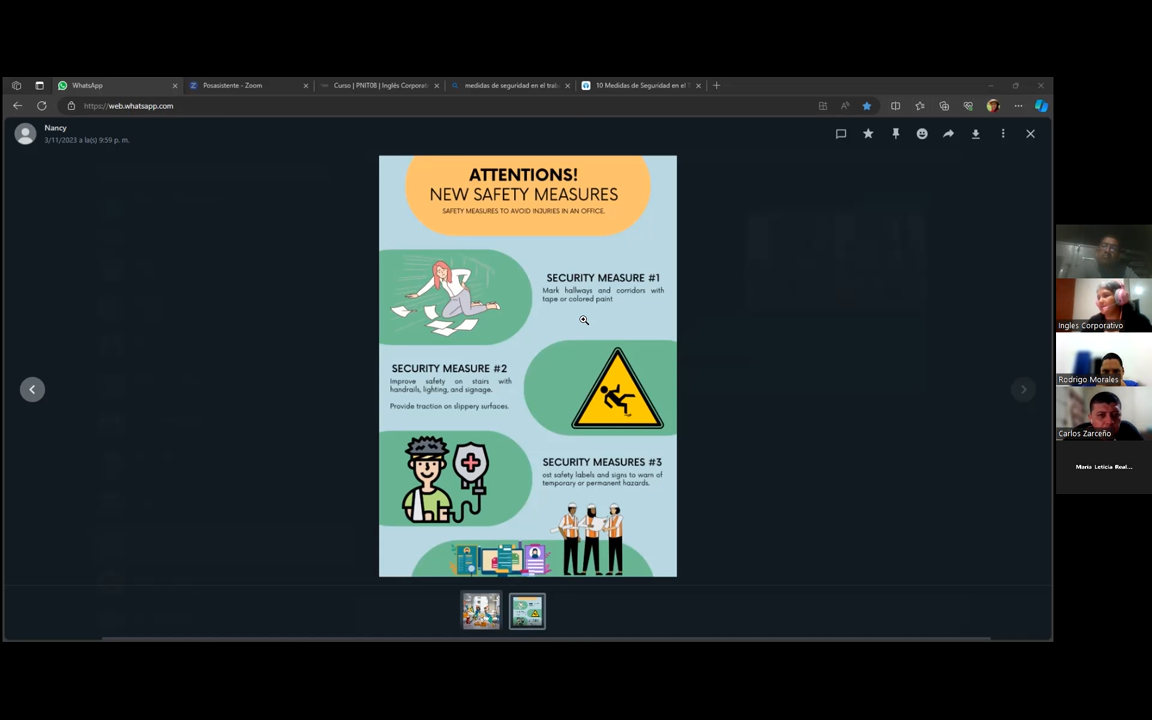 WhatsApp
Posasistente - Zoom
Curso | PNIT08 | Inglés Corporati
medidas de seguridad en el trab
10 Medidas de Seguridad en el T
https://web.whatsapp.com
Nancy
3/11/2023 a la(s) 9:59 p. m.
ATTENTIONS!
NEW SAFETY MEASURES
SAFETY MEASURES TO AVOID INJURIES IN AN OFFICE.
SECURITY MEASURE #1
Mark hallways and corridors with
tape or colored paint
SECURITY MEASURE #2
Improve safety on stairs with
handrails, lighting, and signage.
Provide traction on slippery surfaces.
SECURITY MEASURES #3
ost safety labels and signs to warn of
temporary or permanent hazards.
Ingles Corporativo
Rodrigo Morales
Carlos Zarceño
Maria Leticia Real...